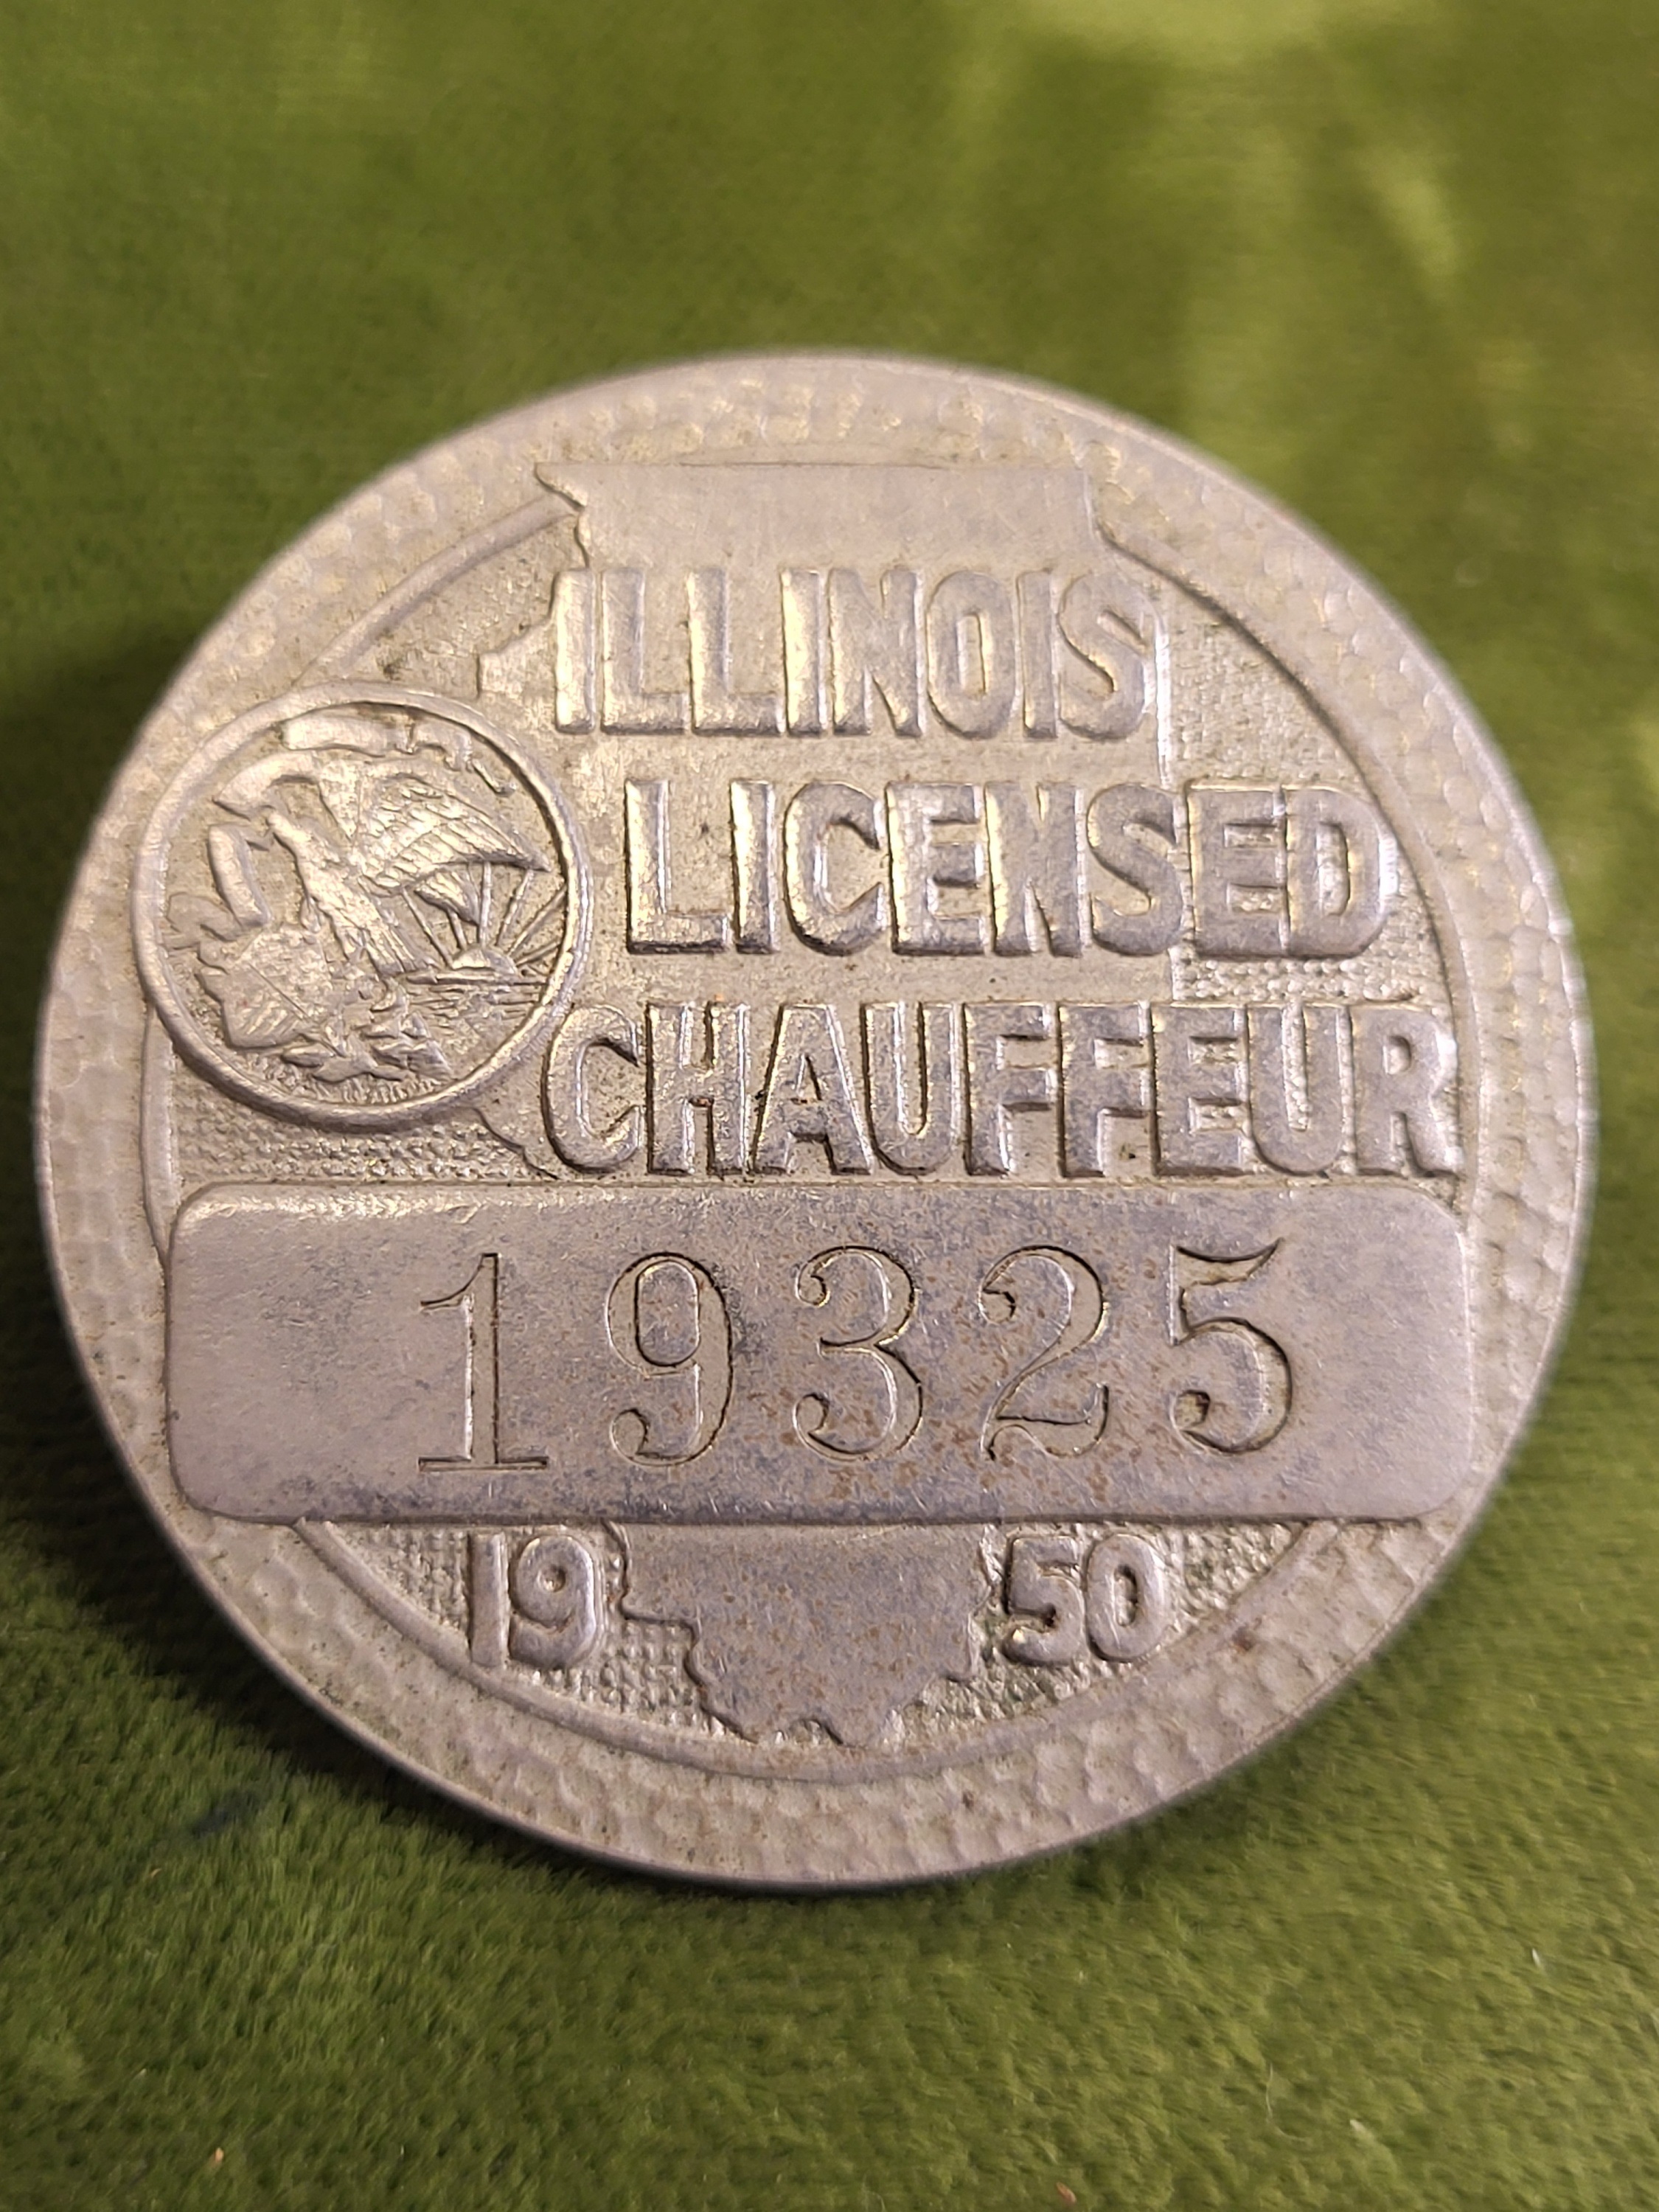 ILLINOIS
LICENSED
CHAUFFEUR
19325
19 50